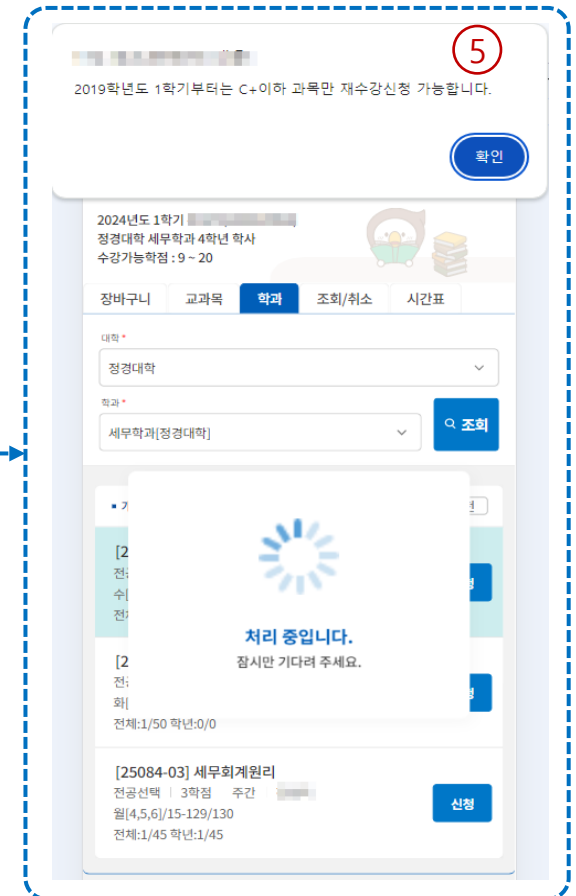 5
2019학년도 1학기부터는 C+이하 과목만 재수강신청 가능합니다.
확인
2024년도 1학기
정경대학 세무학과 4학년 학사
수강가능학점 : 9 ~ 20
장바구니 교과목 학과 조회/취소 시간표
대학 *
정경대학
학과 *
세무학과[정경대학]
조회
[2
처리 중입니다.
잠시만 기다려 주세요.
[2
화[
전체:1/50 학년:0/0
[25084-03] 세무회계원리
전공선택 3학점 주간
월[4,5,6]/15-129/130
전체:1/45 학년:1/45
신청